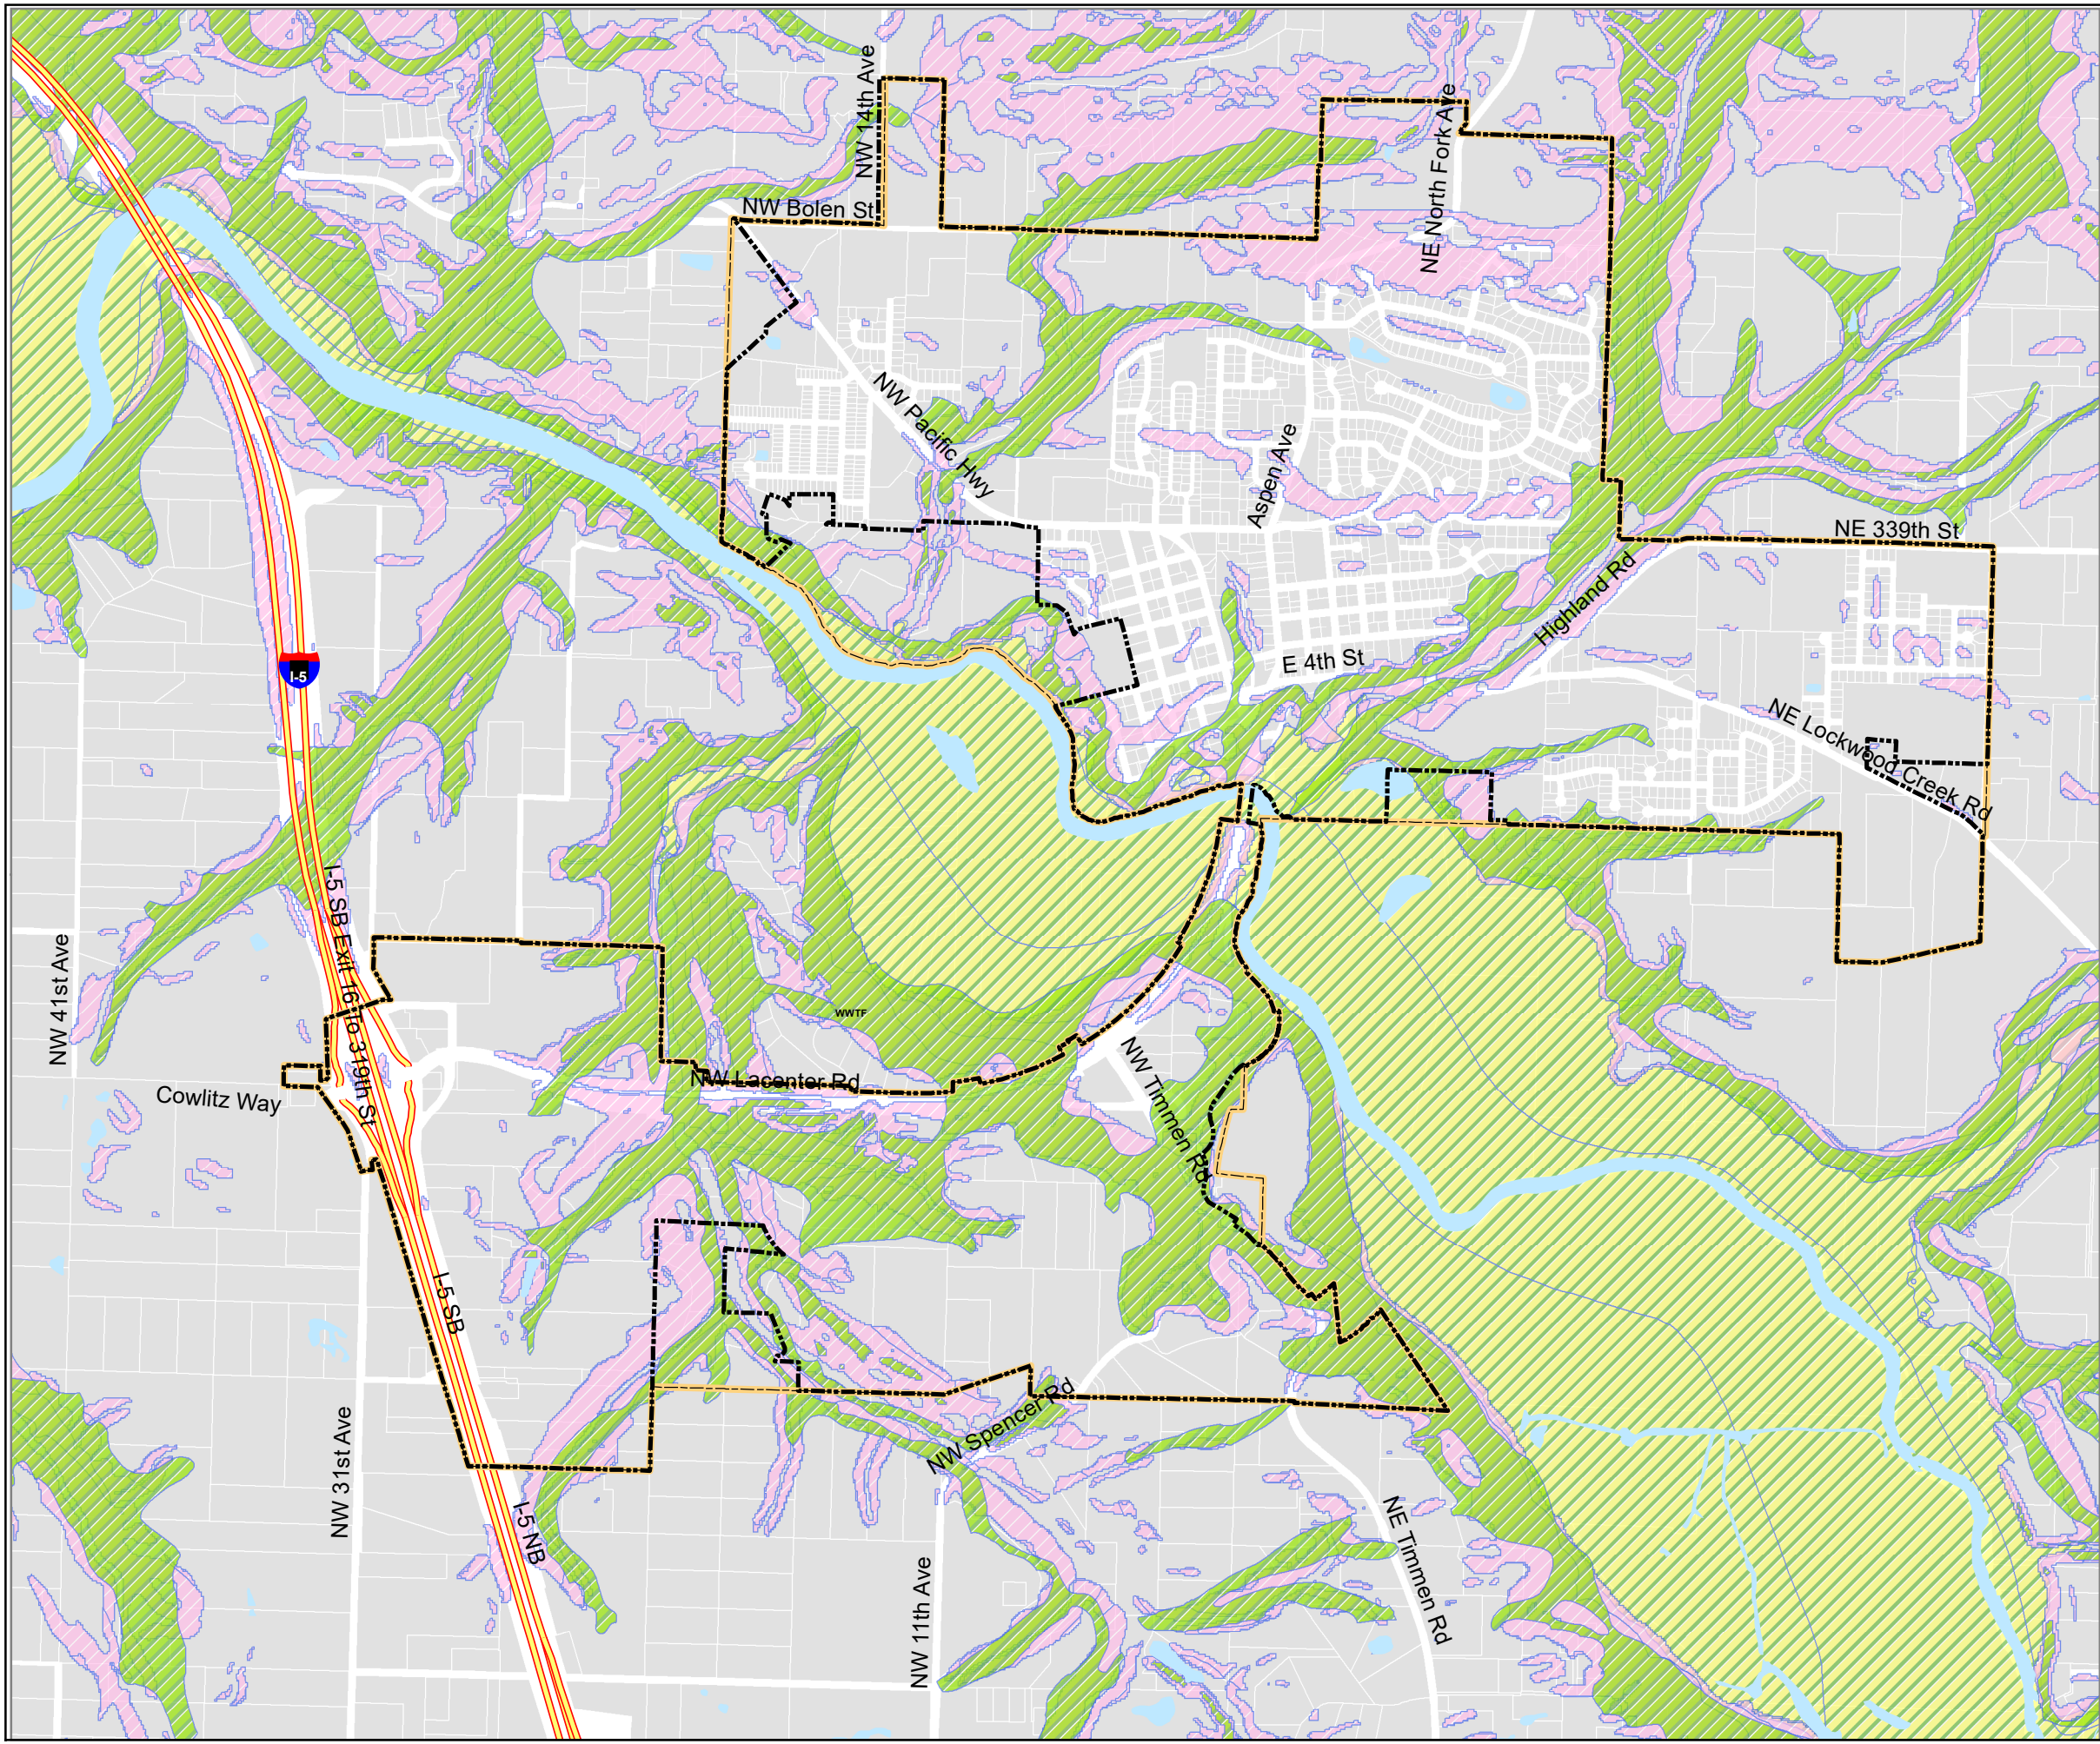 NW 14th Ave
NE North Fork Ave
NW Bolen St
NW Pacific Hwy
Aspen Ave
NE 339th St
Highland Rd
E 4th St
I-5
NE Lockwood Creek Rd
I-5 SB Exit 16 To 319th St
NW 41st Ave
WWTF
NW Lacenter Rd
Cowlitz Way
NW Timmen Rd
I-5 SB
NW Spencer Rd
NW 31st Ave
I-5 NB
NE Timmen Rd
NW 11th Ave